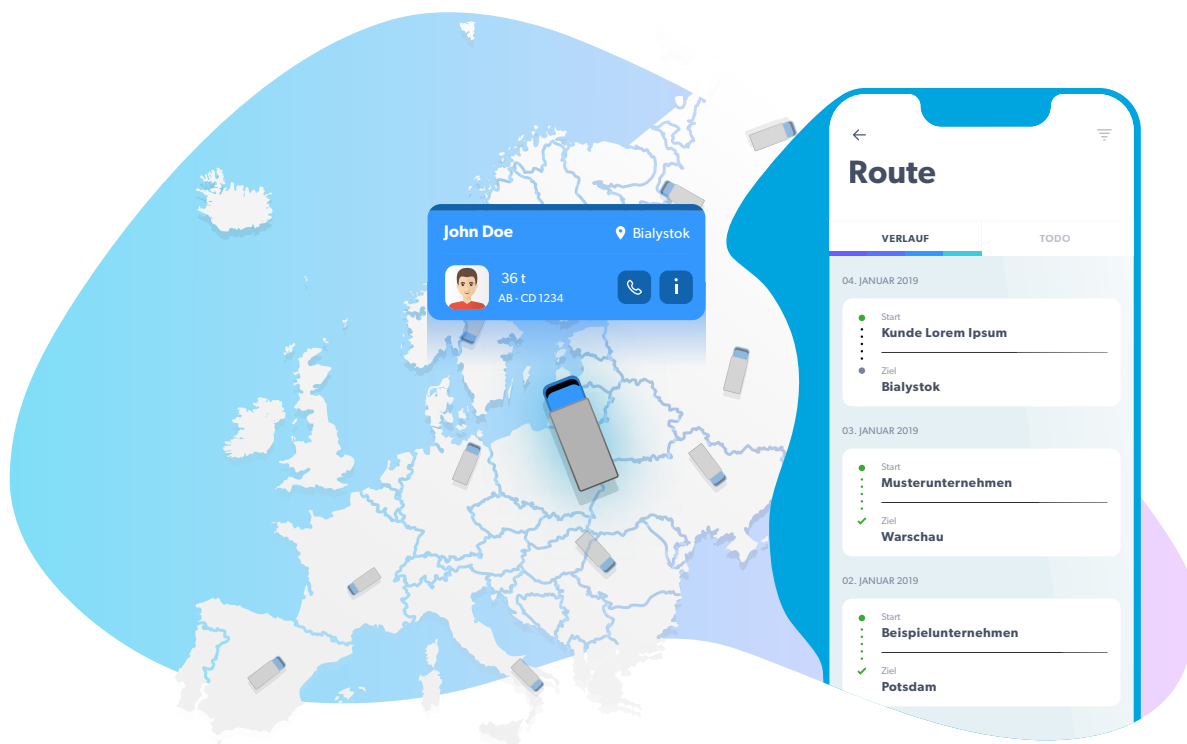 John Doe
Bialystok
36 t
AB - CD 1234
Route
VERLAUF
TODO
04. JANUAR 2019
Start
Kunde Lorem Ipsum
Ziel
Bialystok
03. JANUAR 2019
Start
Musterunternehmen
Ziel
Warschau
02. JANUAR 2019
Start
Beispielunternehmen
Ziel
Potsdam